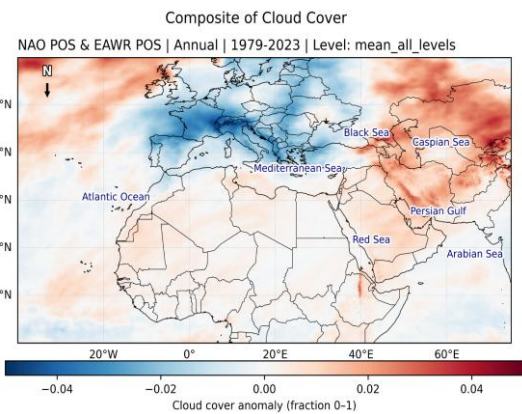 Composite of Cloud Cover
NAO POS & EAWR POS | Annual | 1979-2023 | Level: mean_all_levels
N
°N
Black Sea
Caspian Sea
°N
Mediterranean Sea
Atlantic Ocean
°N
Persian Gulf
Red Sea
°N
Arabian Sea
°N
20°W 0° 20°E 40°E 60°E
−0.04 −0.02 0.00 0.02 0.04
Cloud cover anomaly (fraction 0–1)